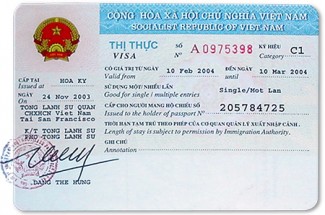 CỘNG HÒA XÃ HỘI CHỦ NGHĨA VIỆT NAM
SOCIALIST REPUBLIC OF VIET NAM
THỊ THỰC
VISA
SỐ
№
A 0975398
KÝ HIỆU
Category
C1
CÓ GIÁ TRỊ TỪ NGÀY
Valid from
10 Feb 2004
ĐẾN NGÀY
until
10 Mar 2004
CẤP TẠI
Issued at
HOA KY
SỬ DỤNG MỘT/NHIỀU LẦN
Good for single / multiple entries
Single/Mot Lan
NGÀY
on
24 Nov 2003
CẤP CHO NGƯỜI MANG HỘ CHIẾU SỐ
Issued to the holder of passport №
205784725
TONG LANH SU QUAN
CHXNCN Viet Nam
Tai San Francisco
K/T TONG LANH SU
PHO TONG LANH SU
THỜI HẠN TẠM TRÚ THEO PHÉP CỦA CƠ QUAN QUẢN LÝ XUẤT NHẬP CẢNH.
Length of stay is subject to permission by Immigration Authority.
GHI CHÚ
Annotation
DANG THE HUNG